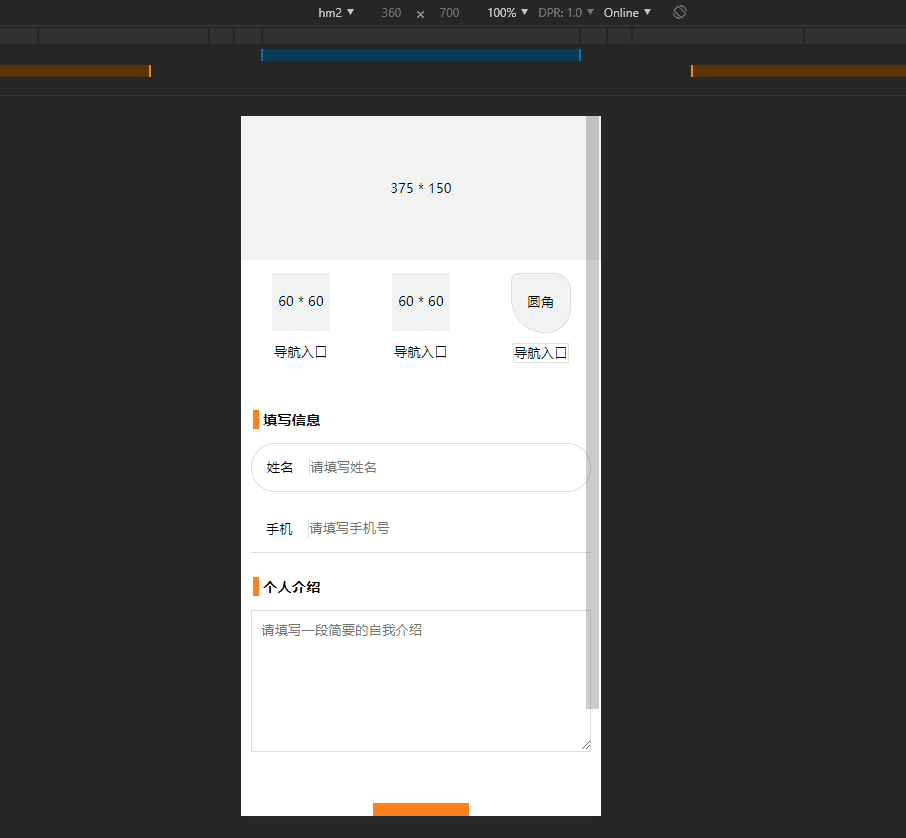 hm2 ▼ 360 × 700 100% ▼ DPR: 1.0 ▼ Online ▼
375 * 150
60 * 60 60 * 60 圆角
导航入口 导航入口 导航入口
填写信息
姓名 请填写姓名
手机 请填写手机号
个人介绍
请填写一段简要的自我介绍